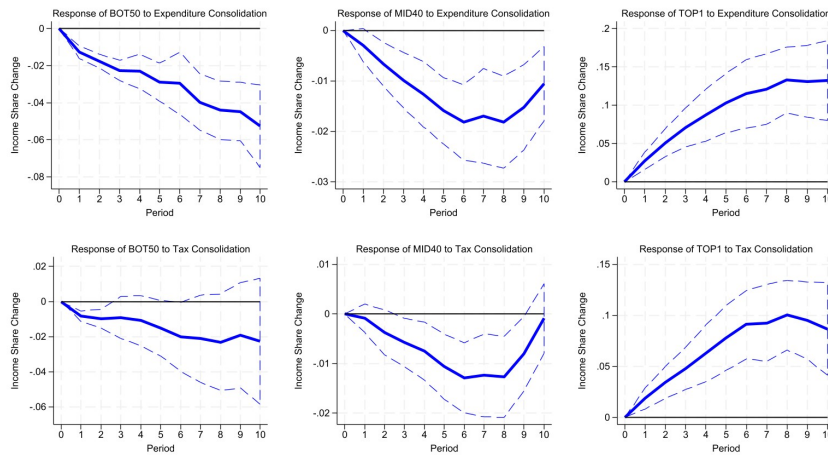 Response of BOT50 to Expenditure Consolidation
Income Share Change
0
-.02
-.04
-.06
-.08
0 1 2 3 4 5 6 7 8 9 10
Period
Response of MID40 to Expenditure Consolidation
Income Share Change
0
-.01
-.02
-.03
0 1 2 3 4 5 6 7 8 9 10
Period
Response of TOP1 to Expenditure Consolidation
Income Share Change
.2
.15
.1
.05
0
0 1 2 3 4 5 6 7 8 9 10
Period
Response of BOT50 to Tax Consolidation
Income Share Change
.02
0
-.02
-.04
-.06
0 1 2 3 4 5 6 7 8 9 10
Period
Response of MID40 to Tax Consolidation
Income Share Change
.01
0
-.01
-.02
0 1 2 3 4 5 6 7 8 9 10
Period
Response of TOP1 to Tax Consolidation
Income Share Change
.15
.1
.05
0
0 1 2 3 4 5 6 7 8 9 10
Period